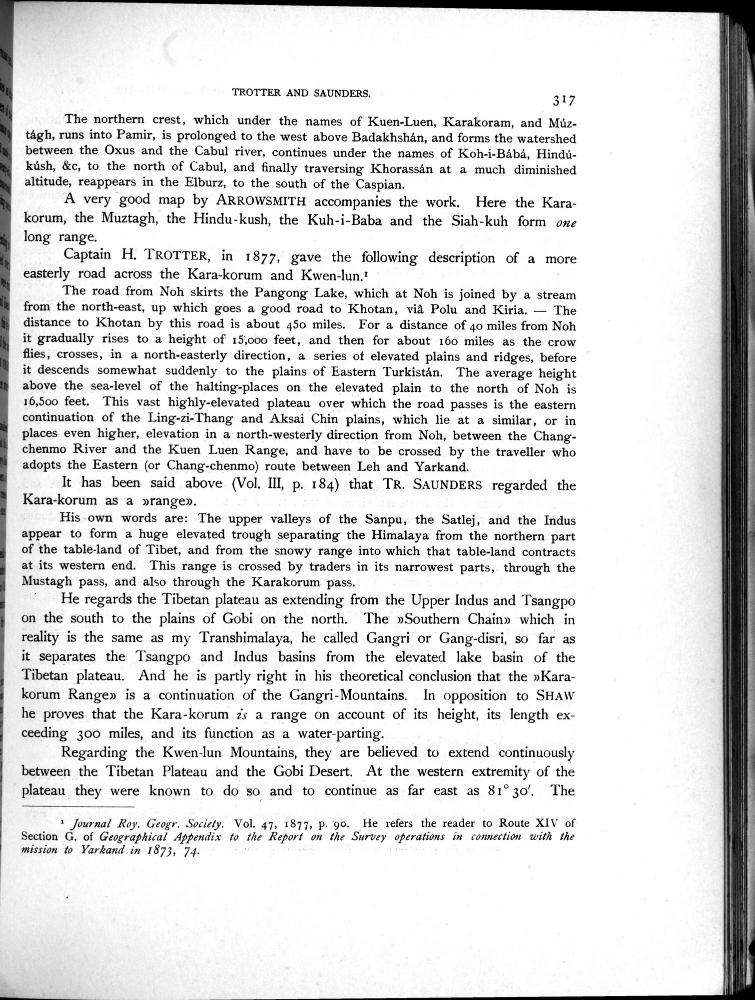 TROTTER AND SAUNDERS.
317
The northern crest, which under the names of Kuen-Luen, Karakoram, and Múz-
tágh, runs into Pamir, is prolonged to the west above Badakhshán, and forms the watershed
between the Oxus and the Cabul river, continues under the names of Koh-i-Bábá, Hindú-
kúsh, &c, to the north of Cabul, and finally traversing Khorassán at a much diminished
altitude, reappears in the Elburz, to the south of the Caspian.
A very good map by ARROWSMITH accompanies the work. Here the Kara-
korum, the Muztagh, the Hindu-kush, the Kuh-i-Baba and the Siah-kuh form one
long range.
Captain H. TROTTER, in 1877, gave the following description of a more
easterly road across the Kara-korum and Kwen-lun.¹
The road from Noh skirts the Pangong Lake, which at Noh is joined by a stream
from the north-east, up which goes a good road to Khotan, viâ Polu and Kiria. — The
distance to Khotan by this road is about 450 miles. For a distance of 40 miles from Noh
it gradually rises to a height of 15,000 feet, and then for about 160 miles as the crow
flies, crosses, in a north-easterly direction, a series of elevated plains and ridges, before
it descends somewhat suddenly to the plains of Eastern Turkistán. The average height
above the sea-level of the halting-places on the elevated plain to the north of Noh is
16,500 feet. This vast highly-elevated plateau over which the road passes is the eastern
continuation of the Ling-zi-Thang and Aksai Chin plains, which lie at a similar, or in
places even higher, elevation in a north-westerly direction from Noh, between the Chang-
chenmo River and the Kuen Luen Range, and have to be crossed by the traveller who
adopts the Eastern (or Chang-chenmo) route between Leh and Yarkand.
It has been said above (Vol. III, p. 184) that TR. SAUNDERS regarded the
Kara-korum as a »range».
His own words are: The upper valleys of the Sanpu, the Satlej, and the Indus
appear to form a huge elevated trough separating the Himalaya from the northern part
of the table-land of Tibet, and from the snowy range into which that table-land contracts
at its western end. This range is crossed by traders in its narrowest parts, through the
Mustagh pass, and also through the Karakorum pass.
He regards the Tibetan plateau as extending from the Upper Indus and Tsangpo
on the south to the plains of Gobi on the north. The »Southern Chain» which in
reality is the same as my Transhimalaya, he called Gangri or Gang-disri, so far as
it separates the Tsangpo and Indus basins from the elevated lake basin of the
Tibetan plateau. And he is partly right in his theoretical conclusion that the »Kara-
korum Range» is a continuation of the Gangri-Mountains. In opposition to SHAW
he proves that the Kara-korum is a range on account of its height, its length ex-
ceeding 300 miles, and its function as a water-parting.
Regarding the Kwen-lun Mountains, they are believed to extend continuously
between the Tibetan Plateau and the Gobi Desert. At the western extremity of the
plateau they were known to do so and to continue as far east as 81° 30'. The
¹ Journal Roy. Geogr. Society. Vol. 47, 1877, p. 90. He refers the reader to Route XIV of
Section G. of Geographical Appendix to the Report on the Survey operations in connection with the
mission to Yarkand in 1873, 74.